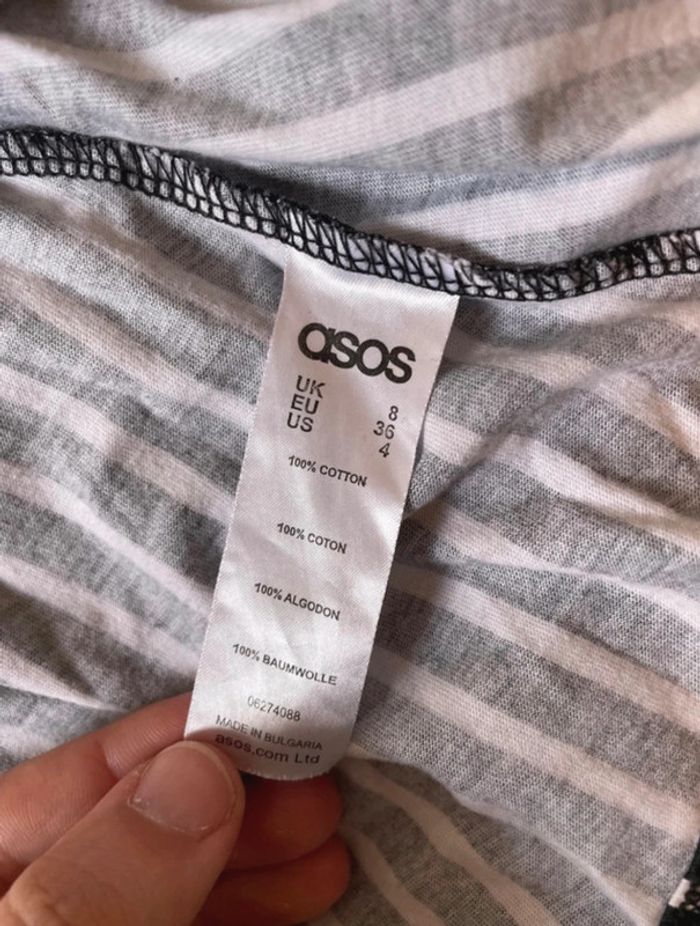 asos
UK 8
EU 36
US 4
100% COTTON
100% COTON
100% ALGODON
100% BAUMWOLLE
06274088
MADE IN BULGARIA
asos.com Ltd